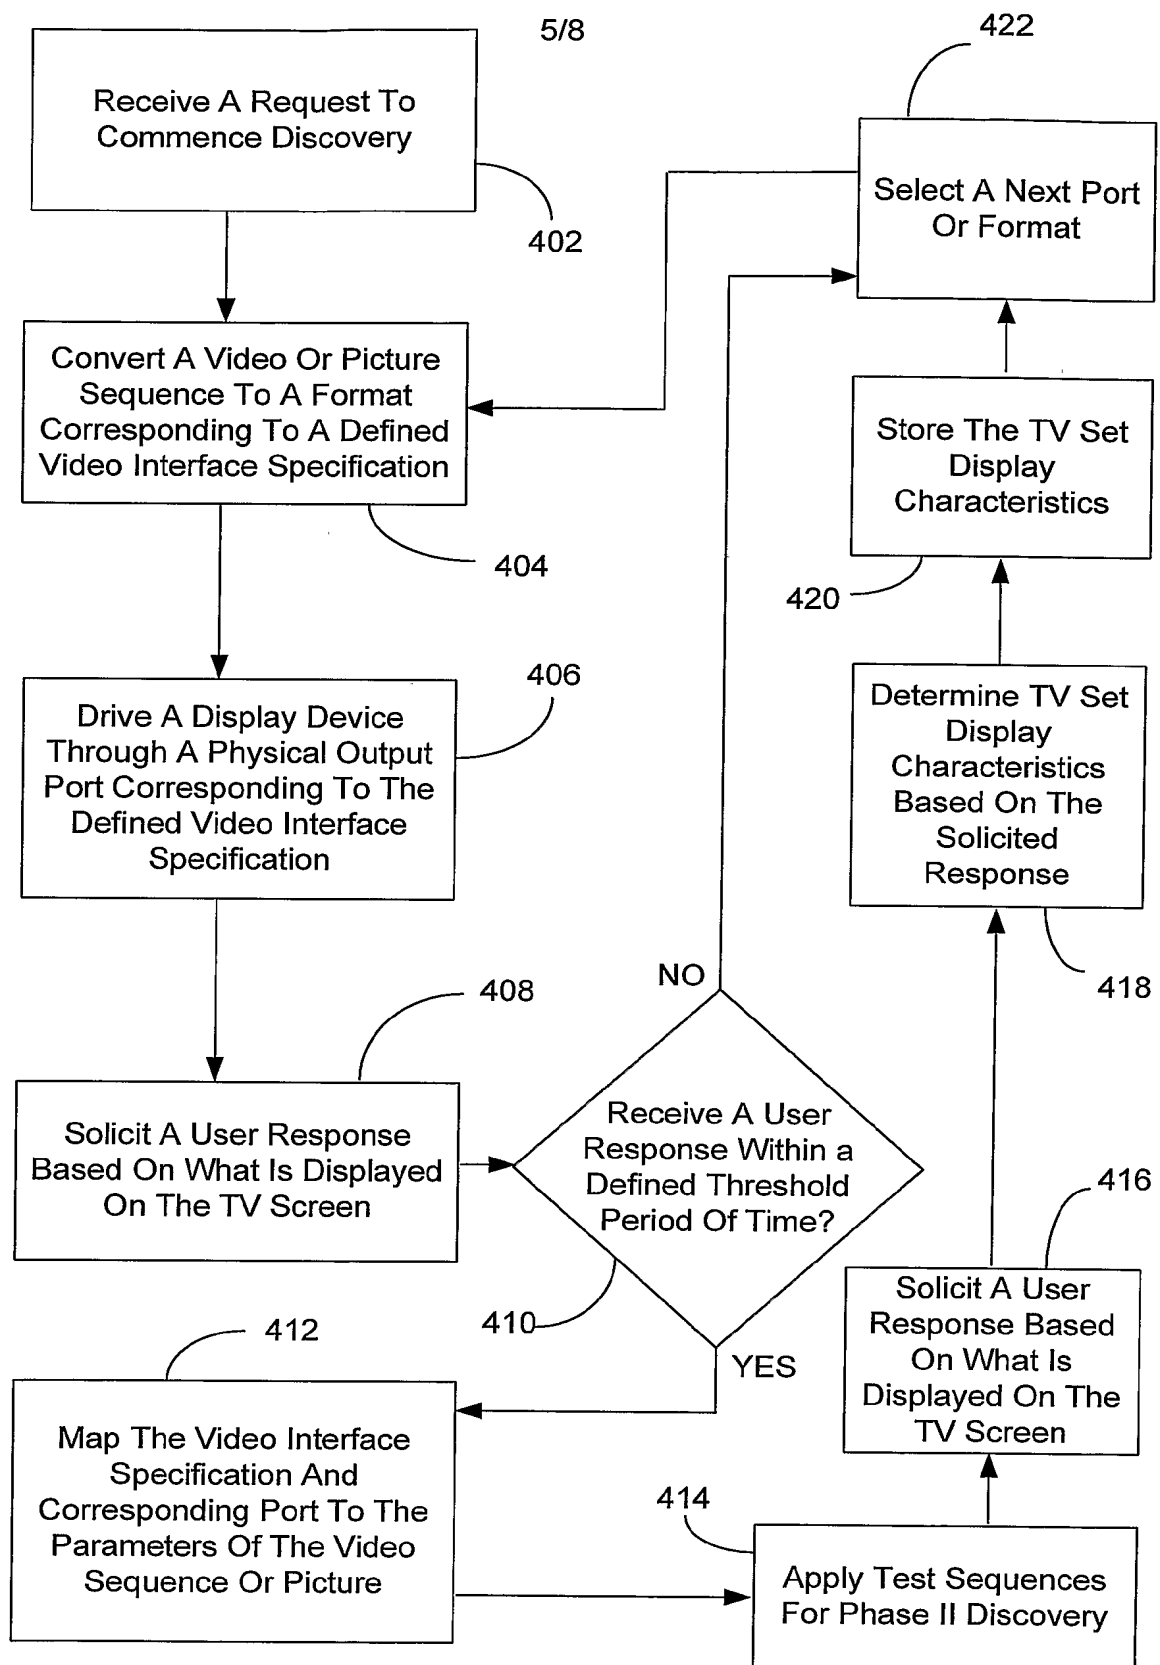 5/8
Receive A Request To
Commence Discovery
402
Convert A Video Or Picture
Sequence To A Format
Corresponding To A Defined
Video Interface Specification
404
Drive A Display Device
Through A Physical Output
Port Corresponding To The
Defined Video Interface
Specification
406
Solicit A User Response
Based On What Is Displayed
On The TV Screen
408
Receive A User
Response Within a
Defined Threshold
Period Of Time?
410
NO
YES
Map The Video Interface
Specification And
Corresponding Port To The
Parameters Of The Video
Sequence Or Picture
412
Apply Test Sequences
For Phase II Discovery
414
Solicit A User
Response Based
On What Is
Displayed On The
TV Screen
416
Determine TV Set
Display
Characteristics
Based On The
Solicited
Response
418
Store The TV Set
Display
Characteristics
420
Select A Next Port
Or Format
422